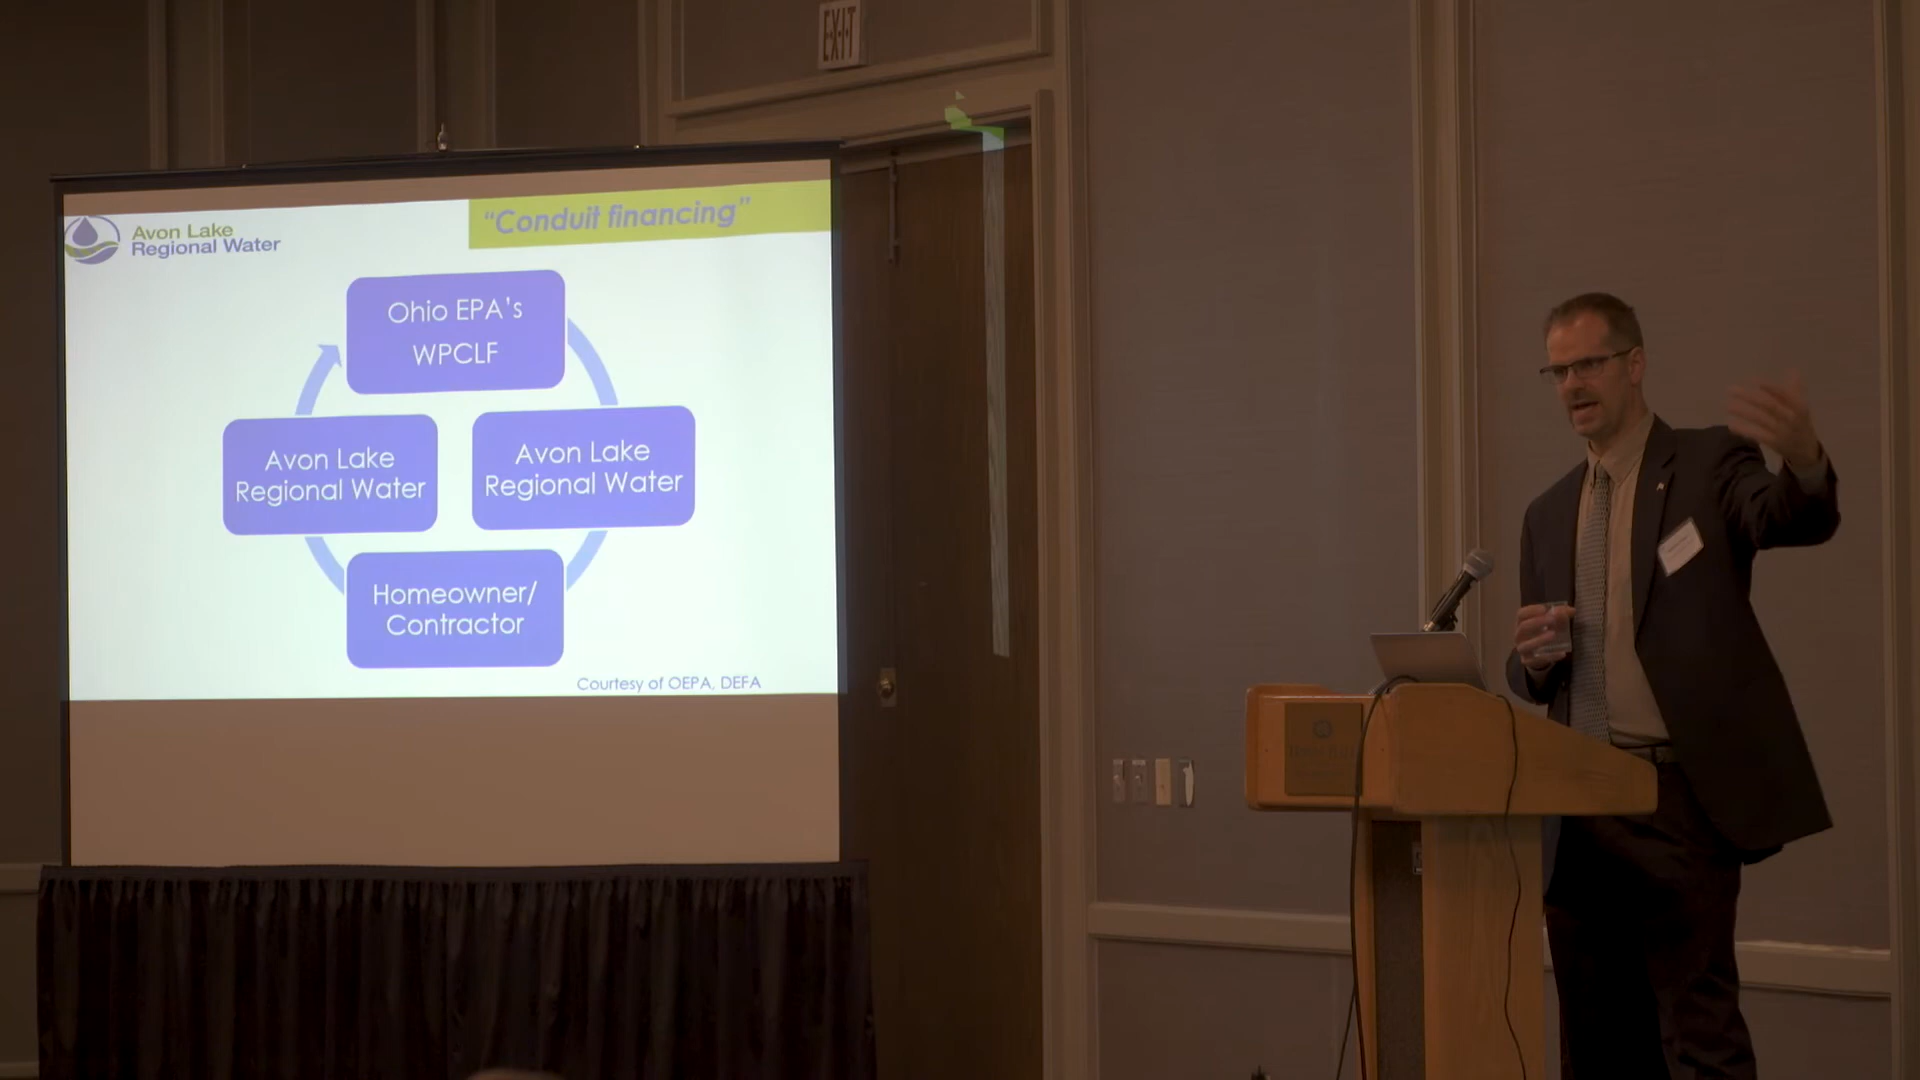 EXIT
"Conduit financing"
Avon Lake
Regional Water
Ohio EPA's
WPCLF
Avon Lake
Regional Water
Avon Lake
Regional Water
Homeowner/
Contractor
Courtesy of OEPA, DEFA